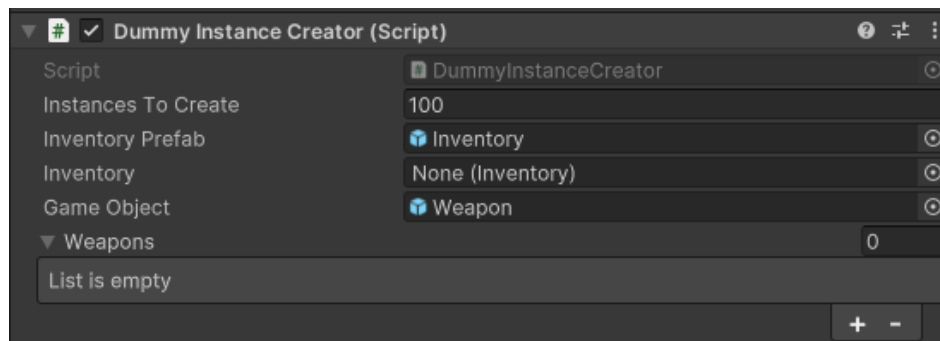 # Dummy Instance Creator (Script)
Script # DummyInstanceCreator
Instances To Create 100
Inventory Prefab Inventory
Inventory None (Inventory)
Game Object Weapon
Weapons 0
List is empty
+ -